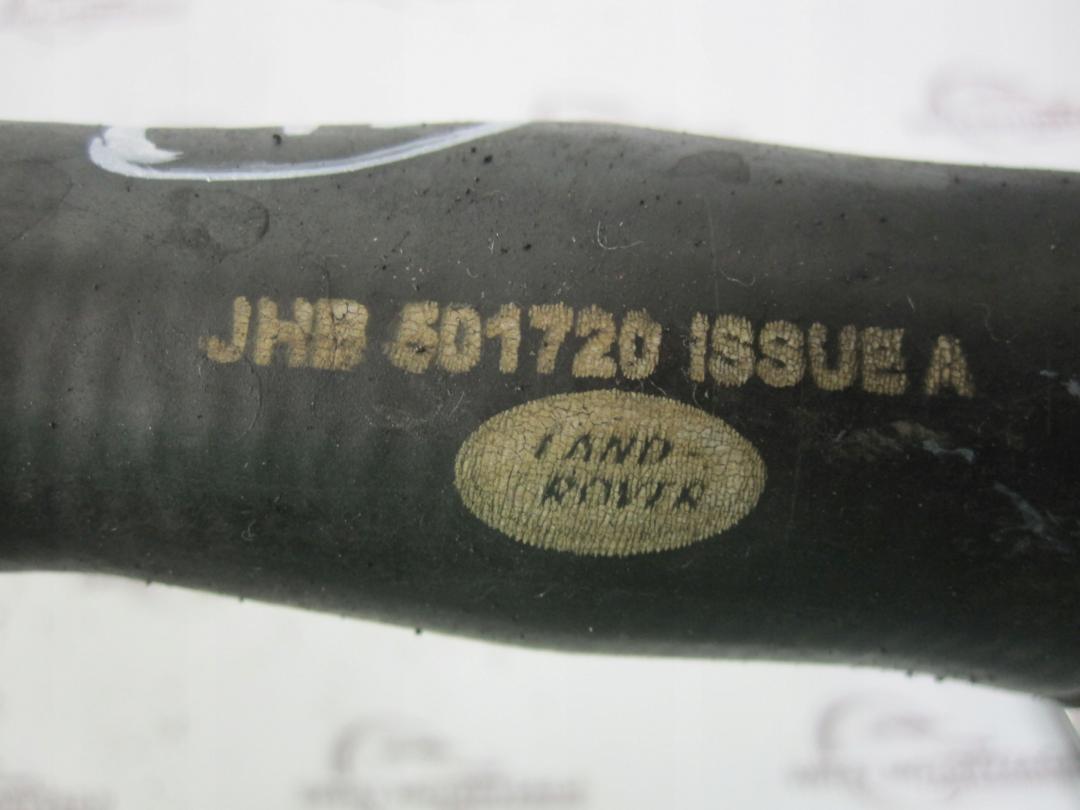 JHB 501720 ISSUE A
LAND
ROVER